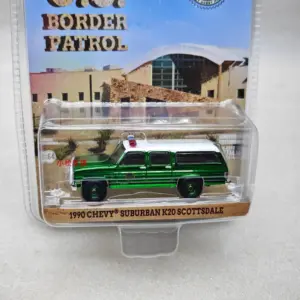 BORDER
PATROL
1990 CHEVY® SUBURBAN K20 SCOTTSDALE